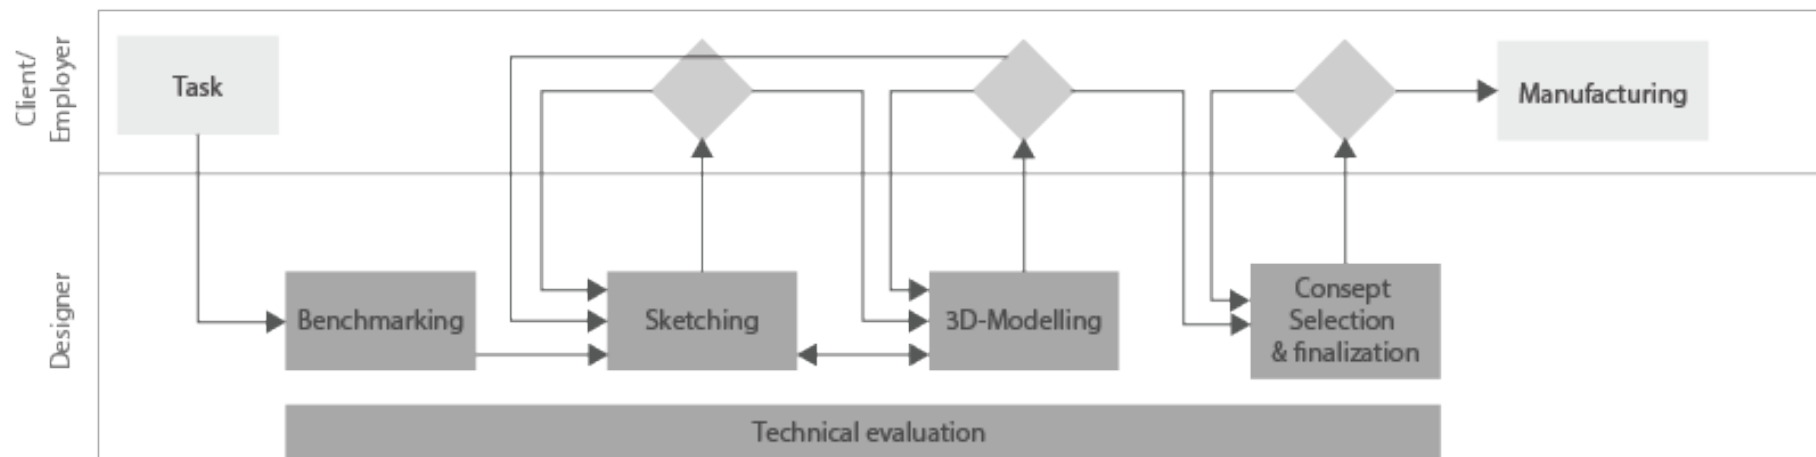 Client/
Employer
Task
Manufacturing
Designer
Benchmarking
Sketching
3D-Modelling
Consept
Selection
& finalization
Technical evaluation